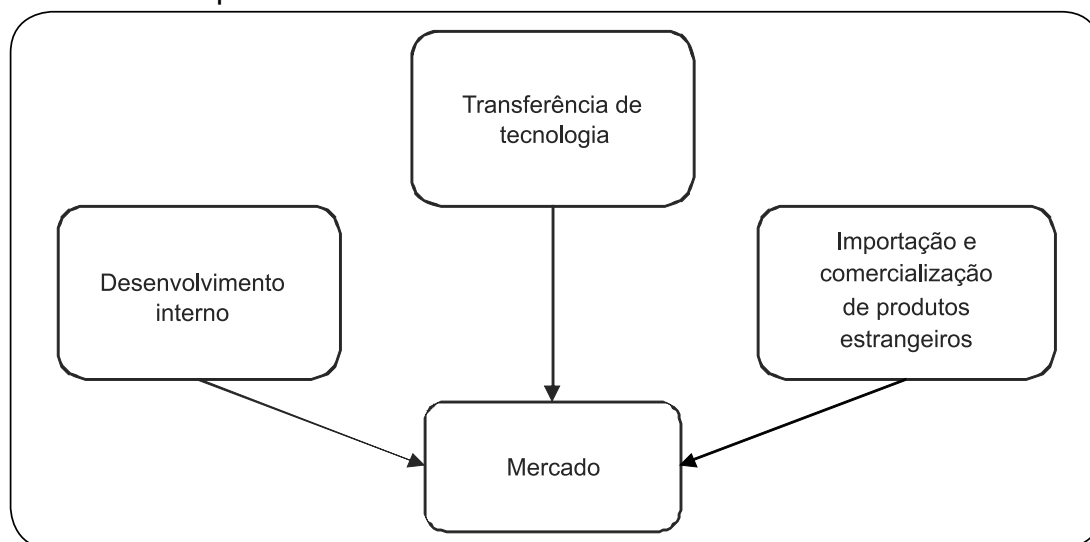 Transferência de
tecnologia
Desenvolvimento
interno
Importação e
comercialização
de produtos
estrangeiros
Mercado